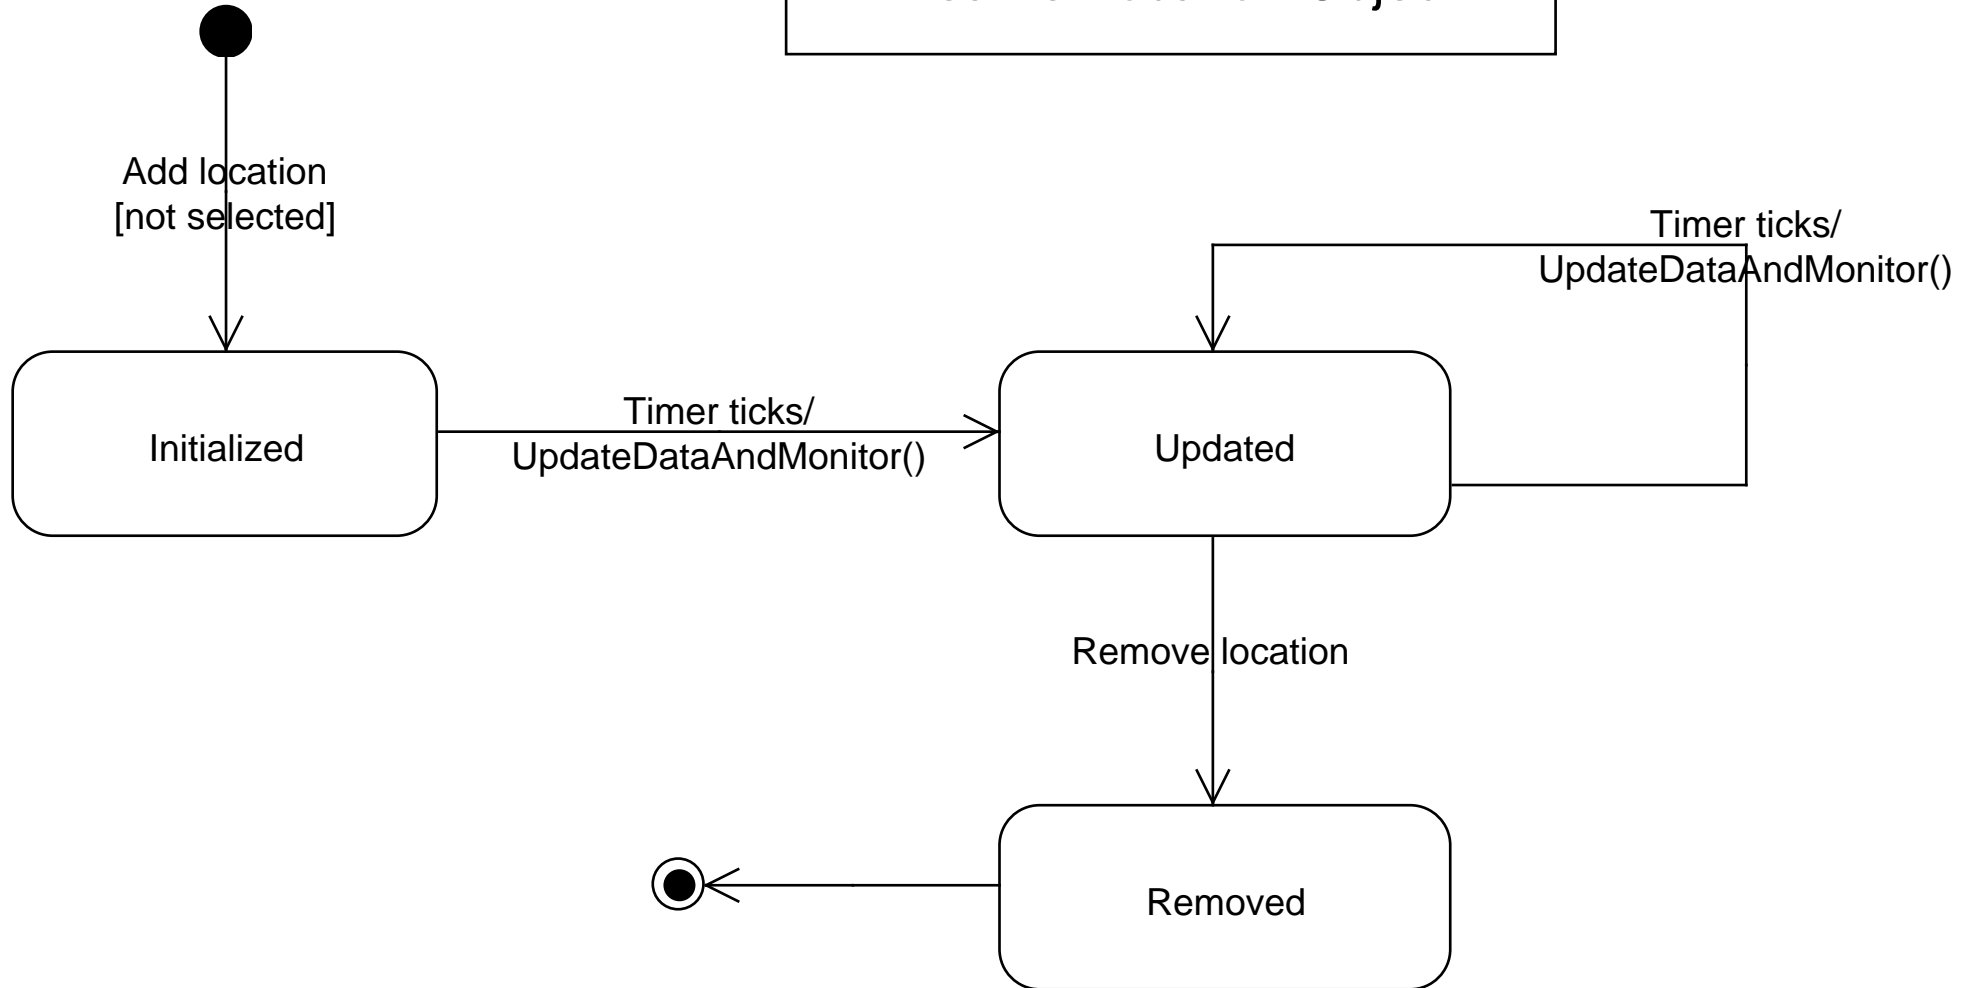 Add location
[not selected]
Timer ticks/
UpdateDataAndMonitor()
Timer ticks/
UpdateDataAndMonitor()
Initialized
Updated
Remove location
Removed